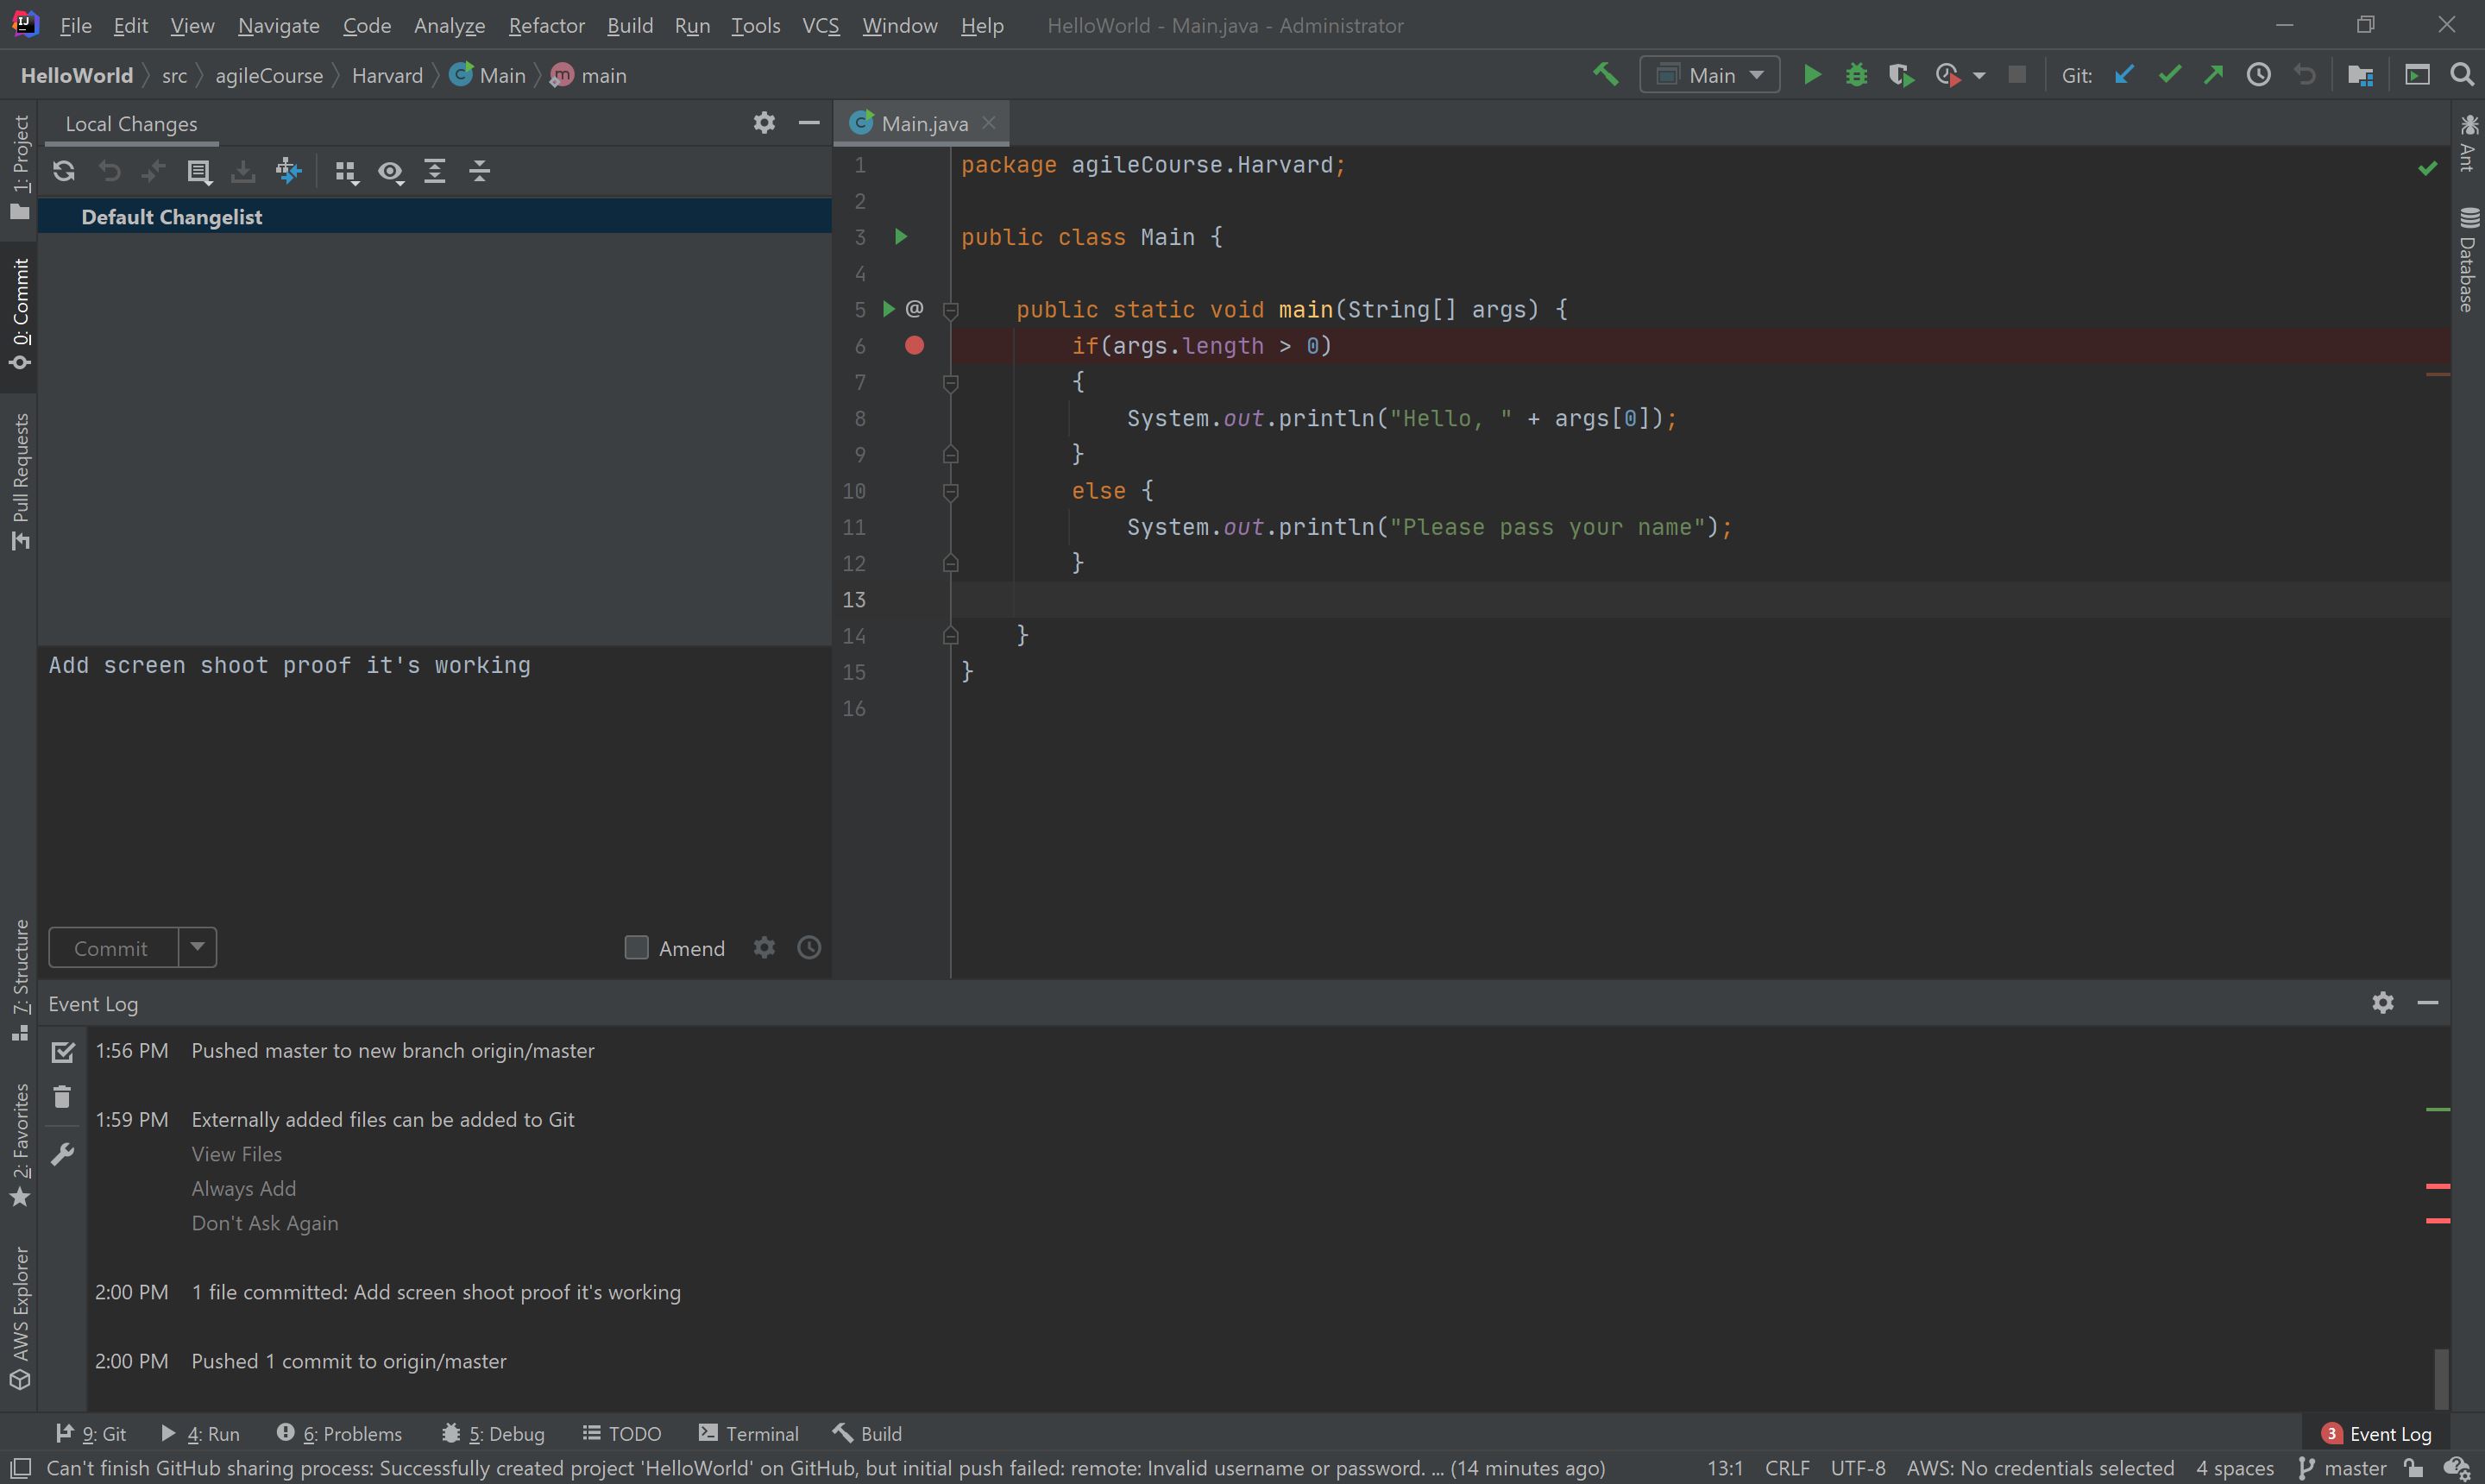 File Edit View Navigate Code Analyze Refactor Build Run Tools VCS Window Help HelloWorld - Main.java - Administrator
HelloWorld src agileCourse Harvard Main main
Main Git:
1: Project
0: Commit
Pull Requests
7: Structure
2: Favorites
AWS Explorer
Local Changes
Default Changelist
Add screen shoot proof it's working
Commit Amend
Main.java
1 package agileCourse.Harvard;
2
3 public class Main {
4
5 @ public static void main(String[] args) {
6 if(args.length > 0)
7 {
8 System.out.println("Hello, " + args[0]);
9 }
10 else {
11 System.out.println("Please pass your name");
12 }
13
14 }
15 }
16
Ant
Database
Event Log
1:56 PM Pushed master to new branch origin/master
1:59 PM Externally added files can be added to Git
View Files
Always Add
Don't Ask Again
2:00 PM 1 file committed: Add screen shoot proof it's working
2:00 PM Pushed 1 commit to origin/master
9: Git 4: Run 6: Problems 5: Debug TODO Terminal Build 3 Event Log
Can't finish GitHub sharing process: Successfully created project 'HelloWorld' on GitHub, but initial push failed: remote: Invalid username or password. ... (14 minutes ago) 13:1 CRLF UTF-8 AWS: No credentials selected 4 spaces master